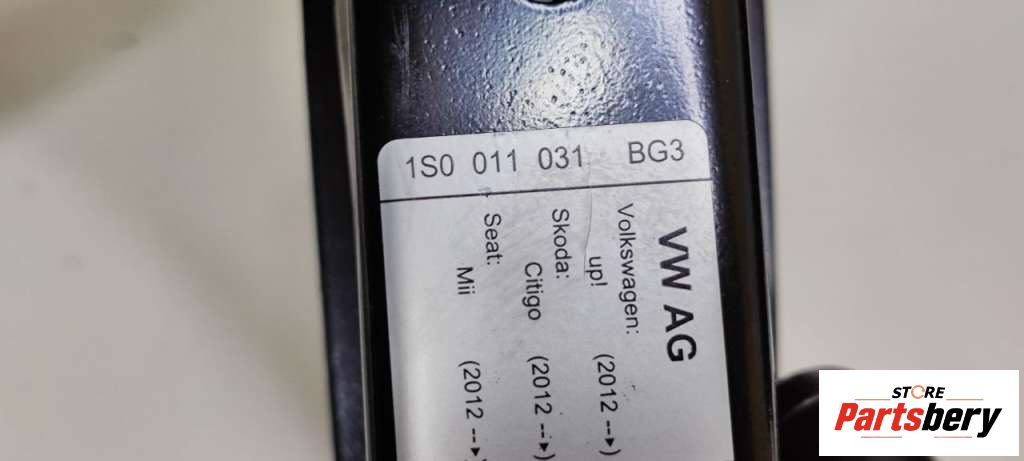 1S0 011 031 BG3
VW AG
Volkswagen:
up! (2012 --▸)
Skoda:
Citigo (2012 --▸)
Seat:
Mii (2012 --▸)
STORE
Partsbery